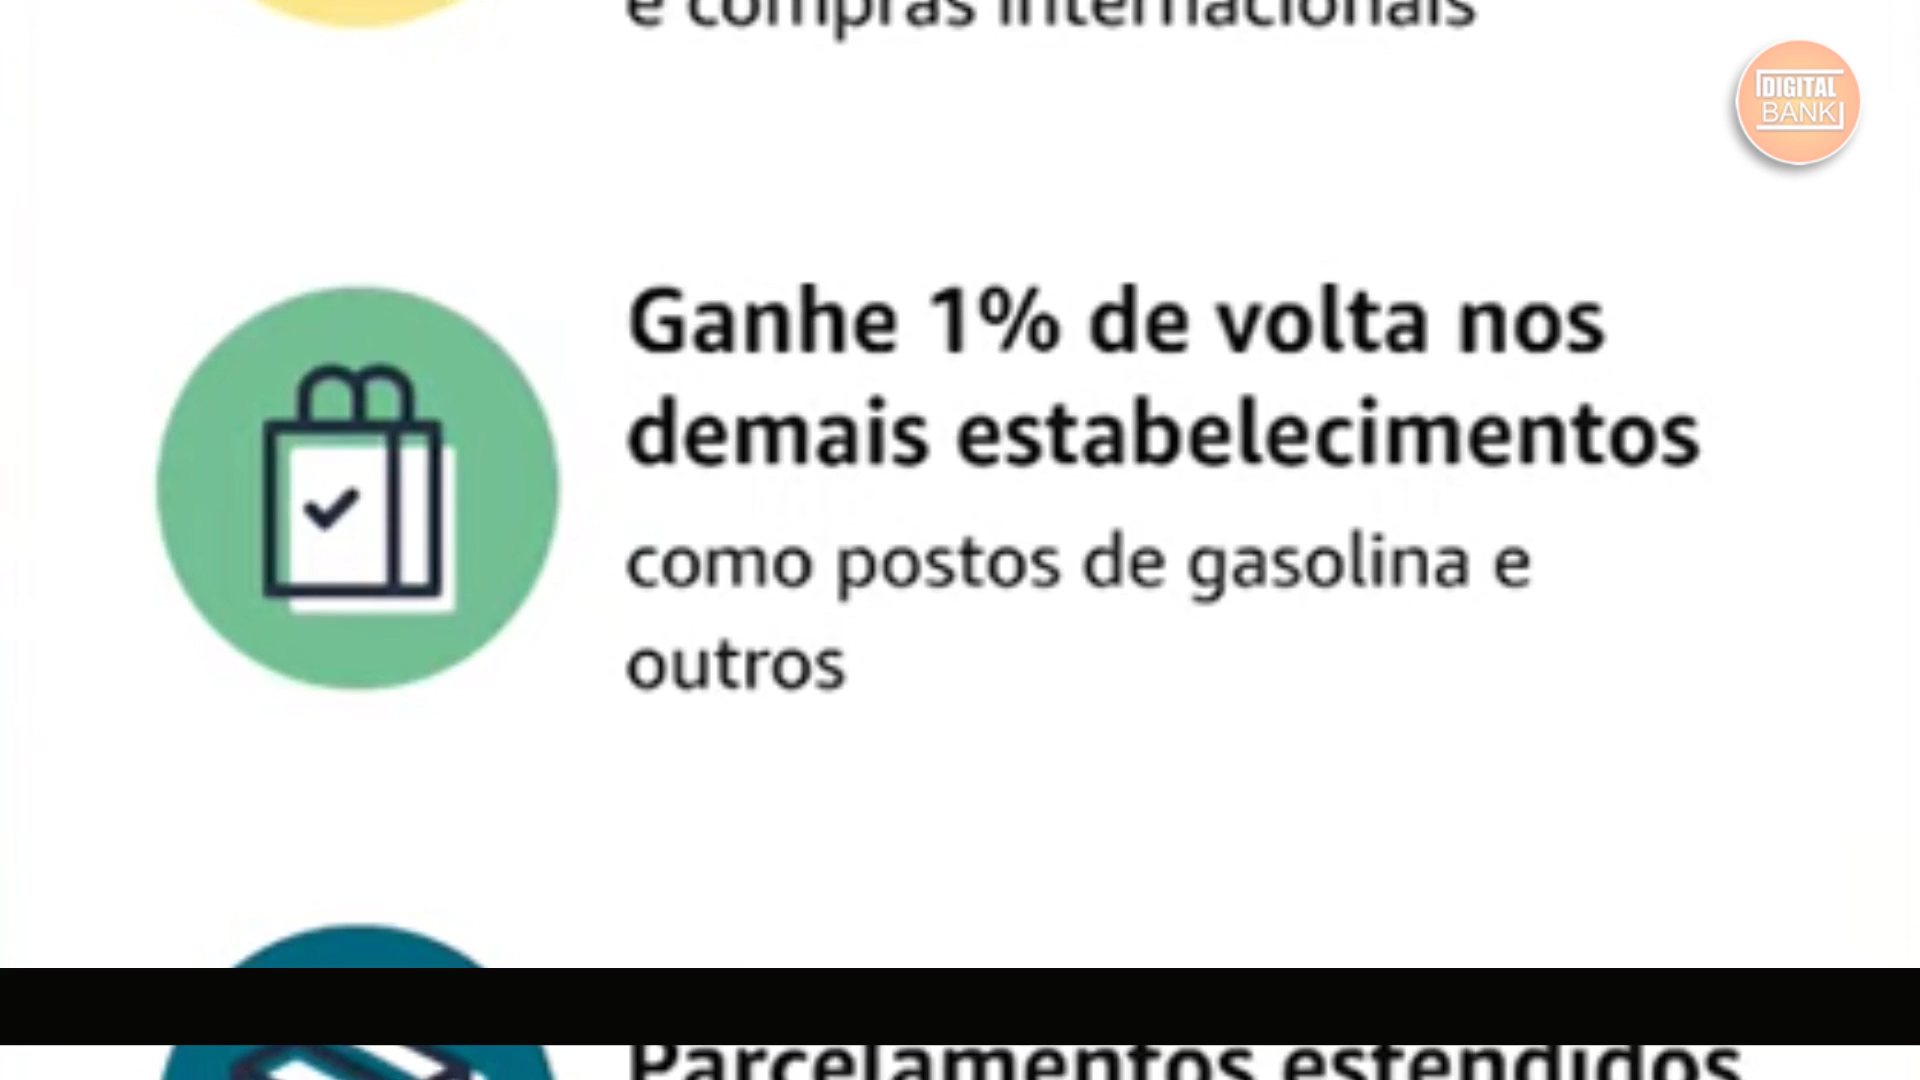 e compras internacionais
DIGITAL
BANK
Ganhe 1% de volta nos
demais estabelecimentos
como postos de gasolina e
outros
Parcelamentos estendidos